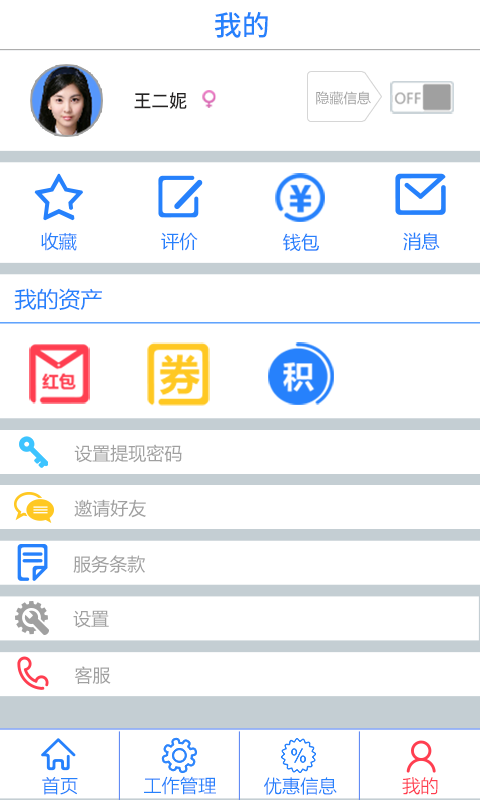 我的
王二妮
隐藏信息
OFF
收藏 评价 钱包 消息
我的资产
红包 券 积
设置提现密码
邀请好友
服务条款
设置
客服
首页 工作管理 优惠信息 我的